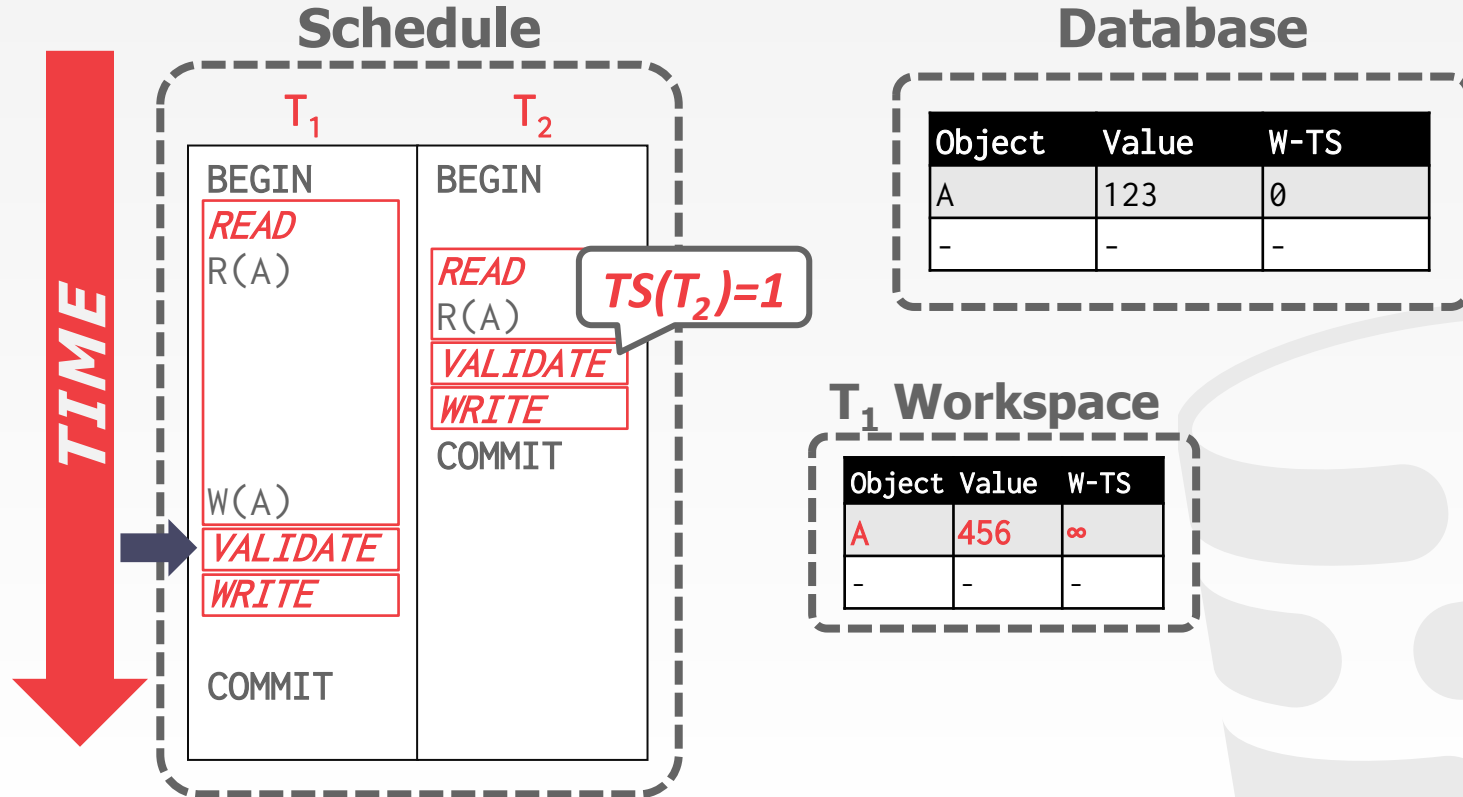 Schedule
TIME
T₁ T₂
BEGIN BEGIN
READ
R(A) READ
R(A)
TS(T₂)=1
VALIDATE
WRITE
COMMIT
W(A)
VALIDATE
WRITE
COMMIT
Database
Object Value W-TS
A 123 0
- - -
T₁ Workspace
Object Value W-TS
A 456 ∞
- - -